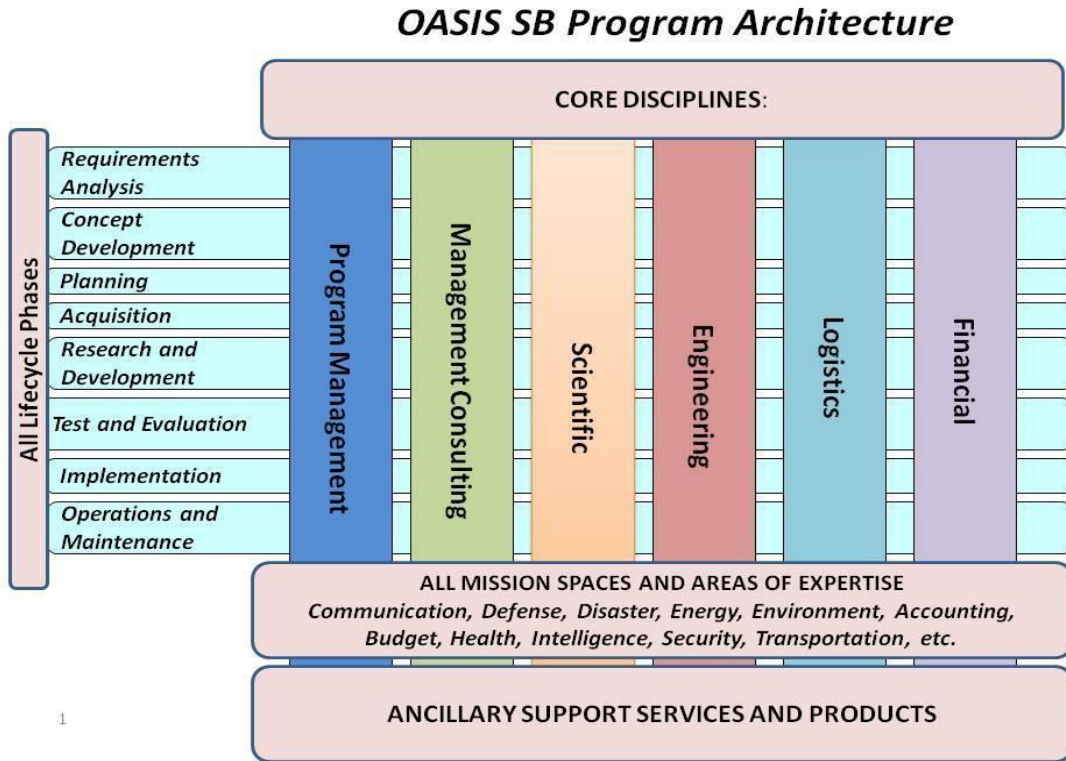 OASIS SB Program Architecture
CORE DISCIPLINES:
All Lifecycle Phases
Requirements
Analysis
Concept
Development
Planning
Acquisition
Research and
Development
Test and Evaluation
Implementation
Operations and
Maintenance
Program Management
Management Consulting
Scientific
Engineering
Logistics
Financial
ALL MISSION SPACES AND AREAS OF EXPERTISE
Communication, Defense, Disaster, Energy, Environment, Accounting,
Budget, Health, Intelligence, Security, Transportation, etc.
ANCILLARY SUPPORT SERVICES AND PRODUCTS
1